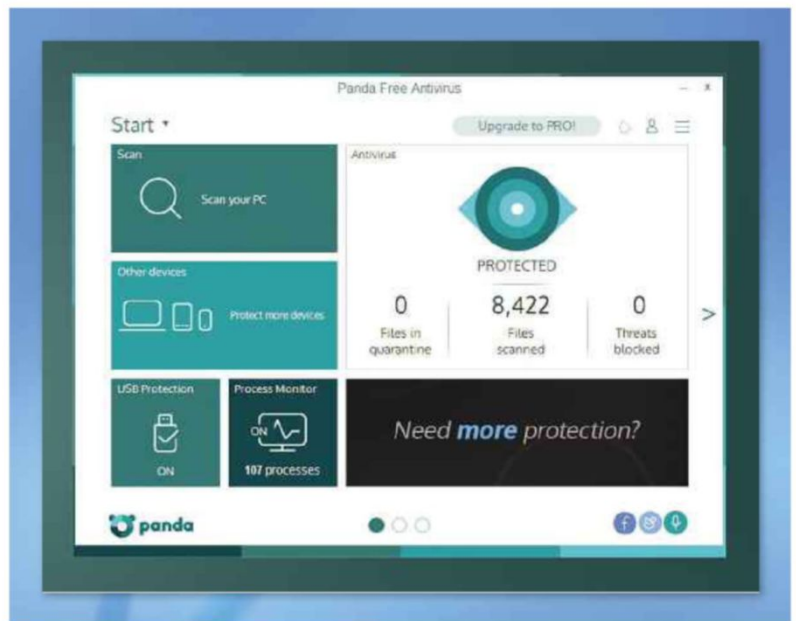 Panda Free Antivirus
Start
Upgrade to PRO!
Scan
Scan your PC
Antivirus
PROTECTED
0
Files in
quarantine
8,422
Files
scanned
0
Threats
blocked
Other devices
Protect more devices
USB Protection
ON
Process Monitor
ON
107 processes
Need more protection?
panda